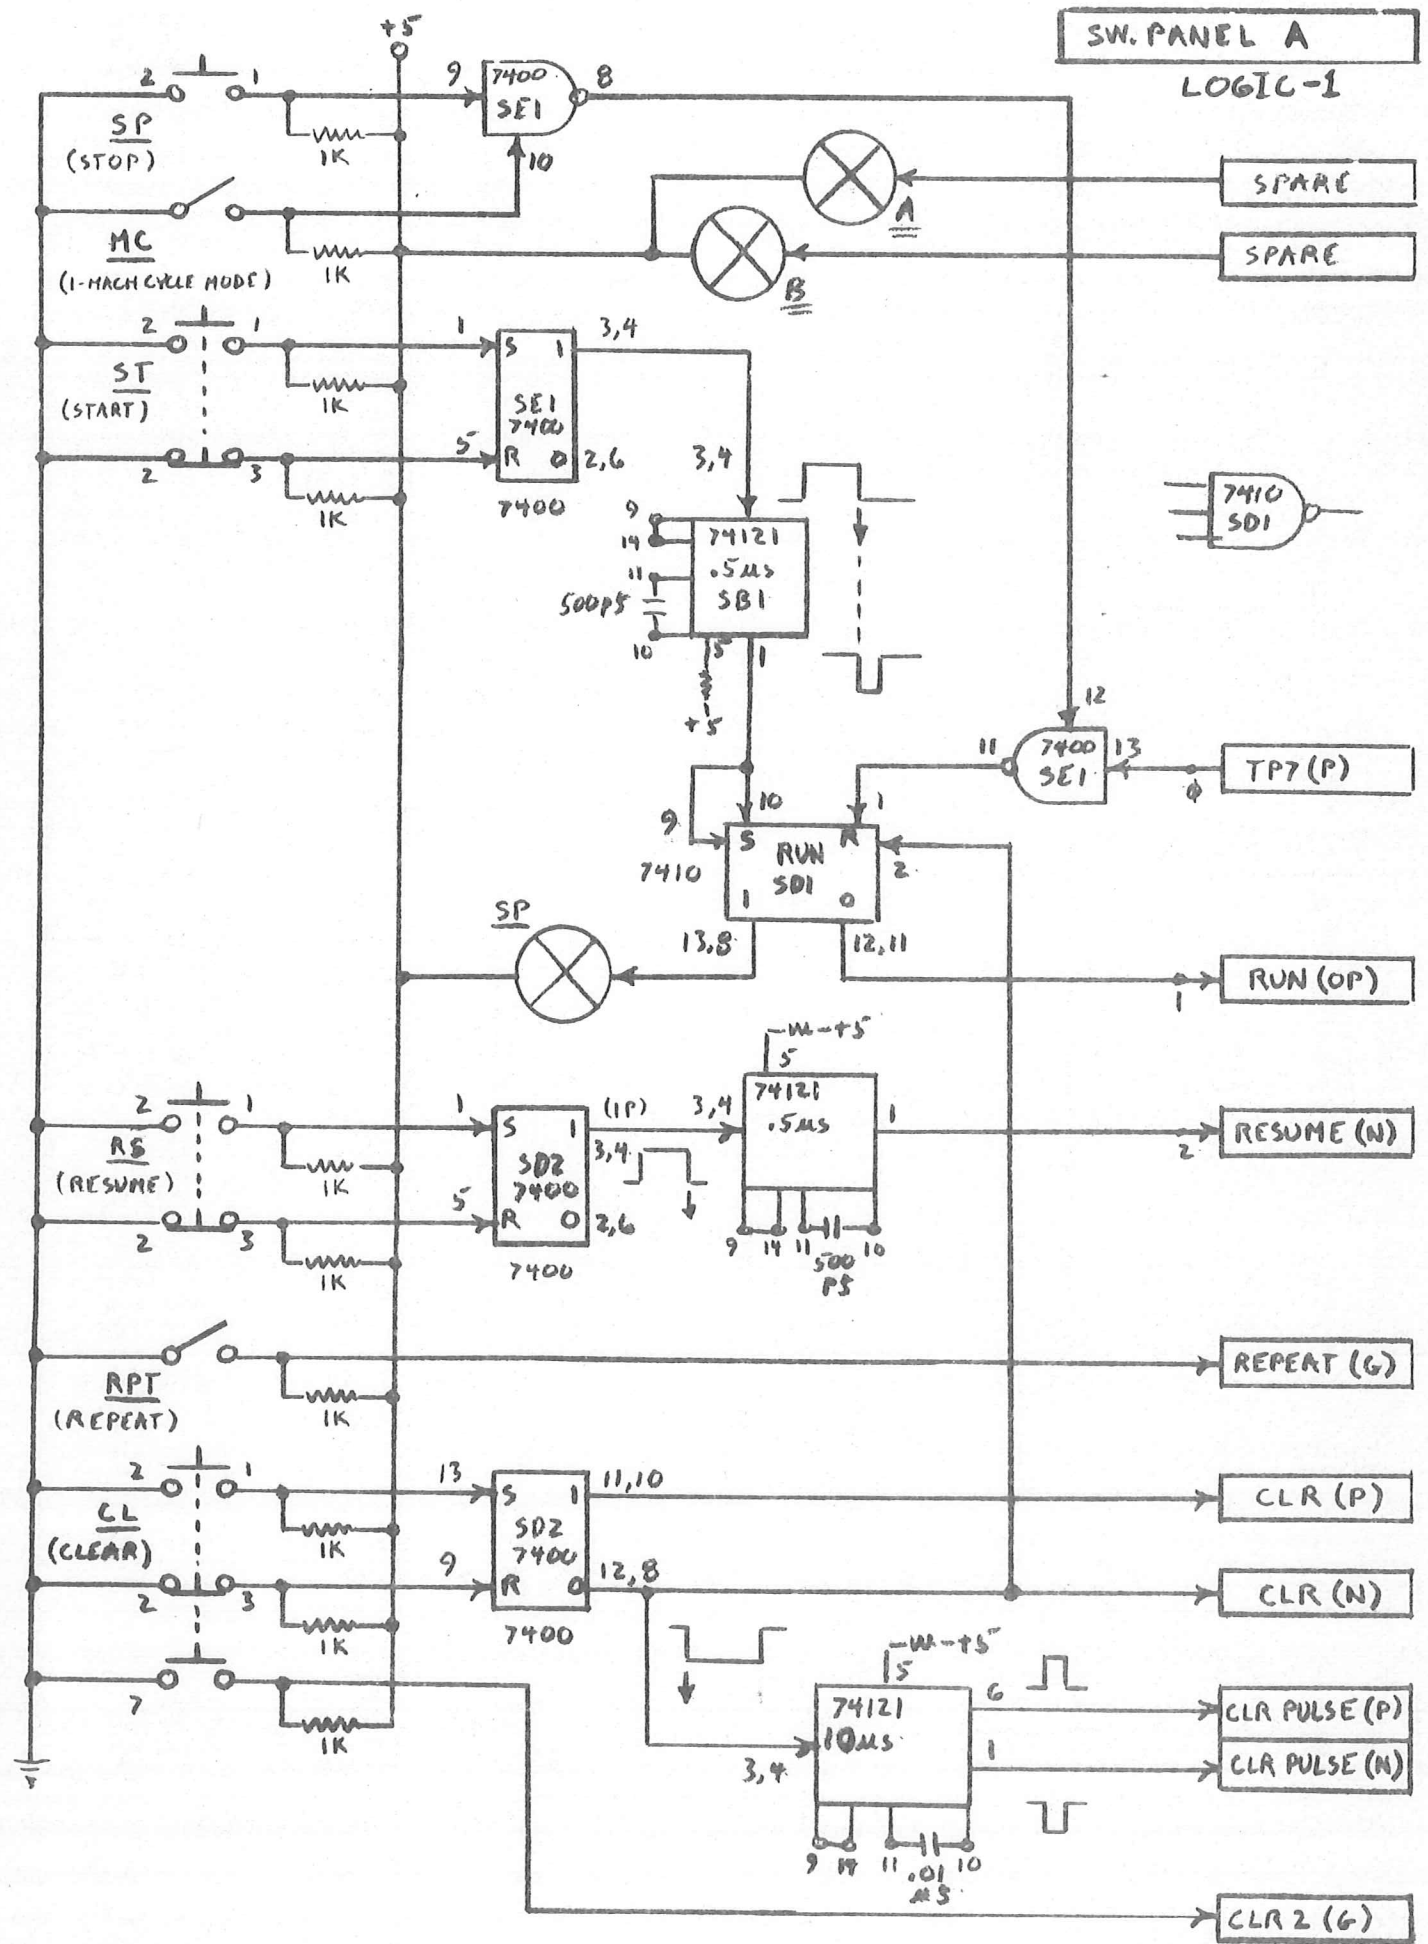 +5
SW. PANEL A
LOGIC-1
2 1 9 7400 SE1 8
SP
(STOP)
1K
10
SPARE
A
MC
(1-MACH CYCLE MODE)
1K
SPARE
B
2 1 1 S 1 3,4
ST
(START)
1K
SE1
7400
2 3 5 R 0 2,6
1K
7400
3,4
7410
SD1
9
14
11
10
74121
.5µs
SB1
5 1
+5
12
11 7400 SE1 13
TP7 (P)
0
10 1
9 S R 2
7410
RUN
SD1
1 0
SP
13,8 12,11
RUN (OP)
1
-+5
5
2 1 1 S 1 (1P) 3,4 74121 1
3,4
.5µs
RESUME (N)
2
RS
(RESUME)
1K
SD2
7400
2 3 5 R 0 2,6
9 14 11 10
500
1K
7400
RPT
(REPEAT)
1K
REPEAT (G)
2 1 13 S 1 11,10
CLR (P)
CL
(CLEAR)
1K
SD2
7400
2 3 9 R 0 12,8
CLR (N)
1K
7400
-+5
5
7
1K
74121
10µs
3,4
6
CLR PULSE (P)
1
CLR PULSE (N)
9 14 11 10
.01
CLR 2 (G)